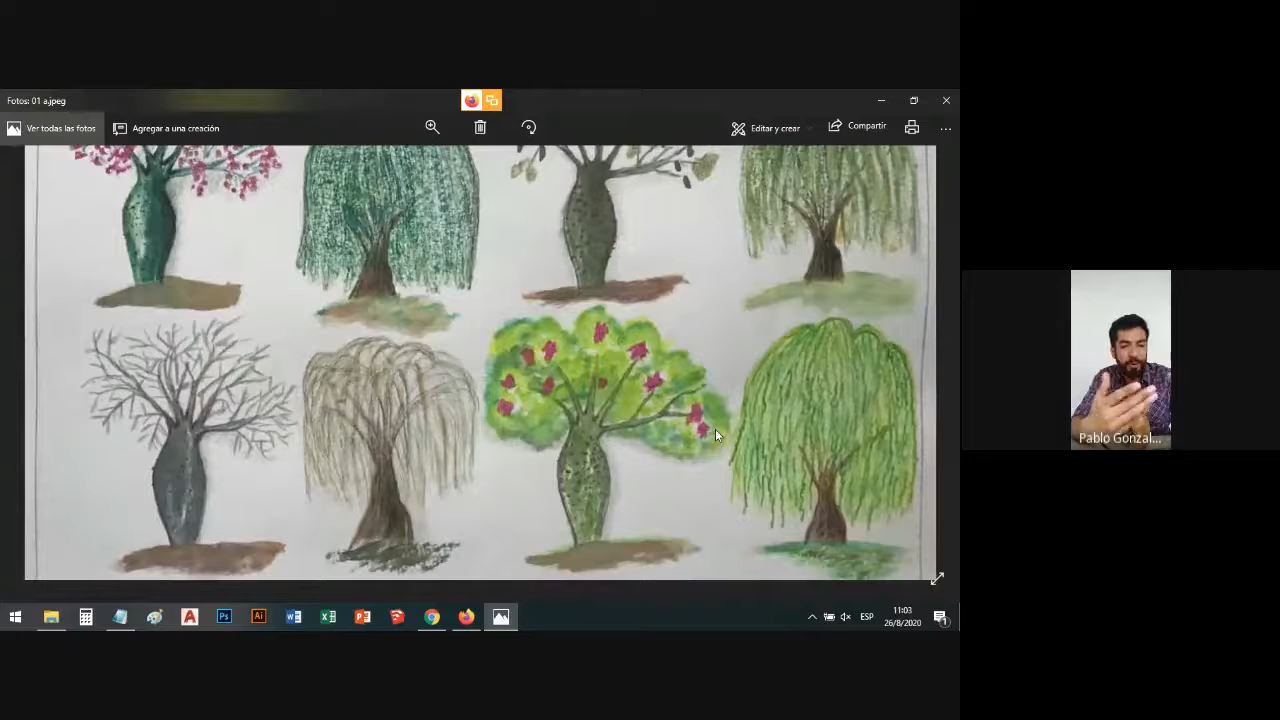 Fotos: 01 a.jpeg
Ver todas las fotos
Agregar a una creación
Editar y crear
Compartir
Pablo Gonzal...
11:03
ESP
26/8/2020